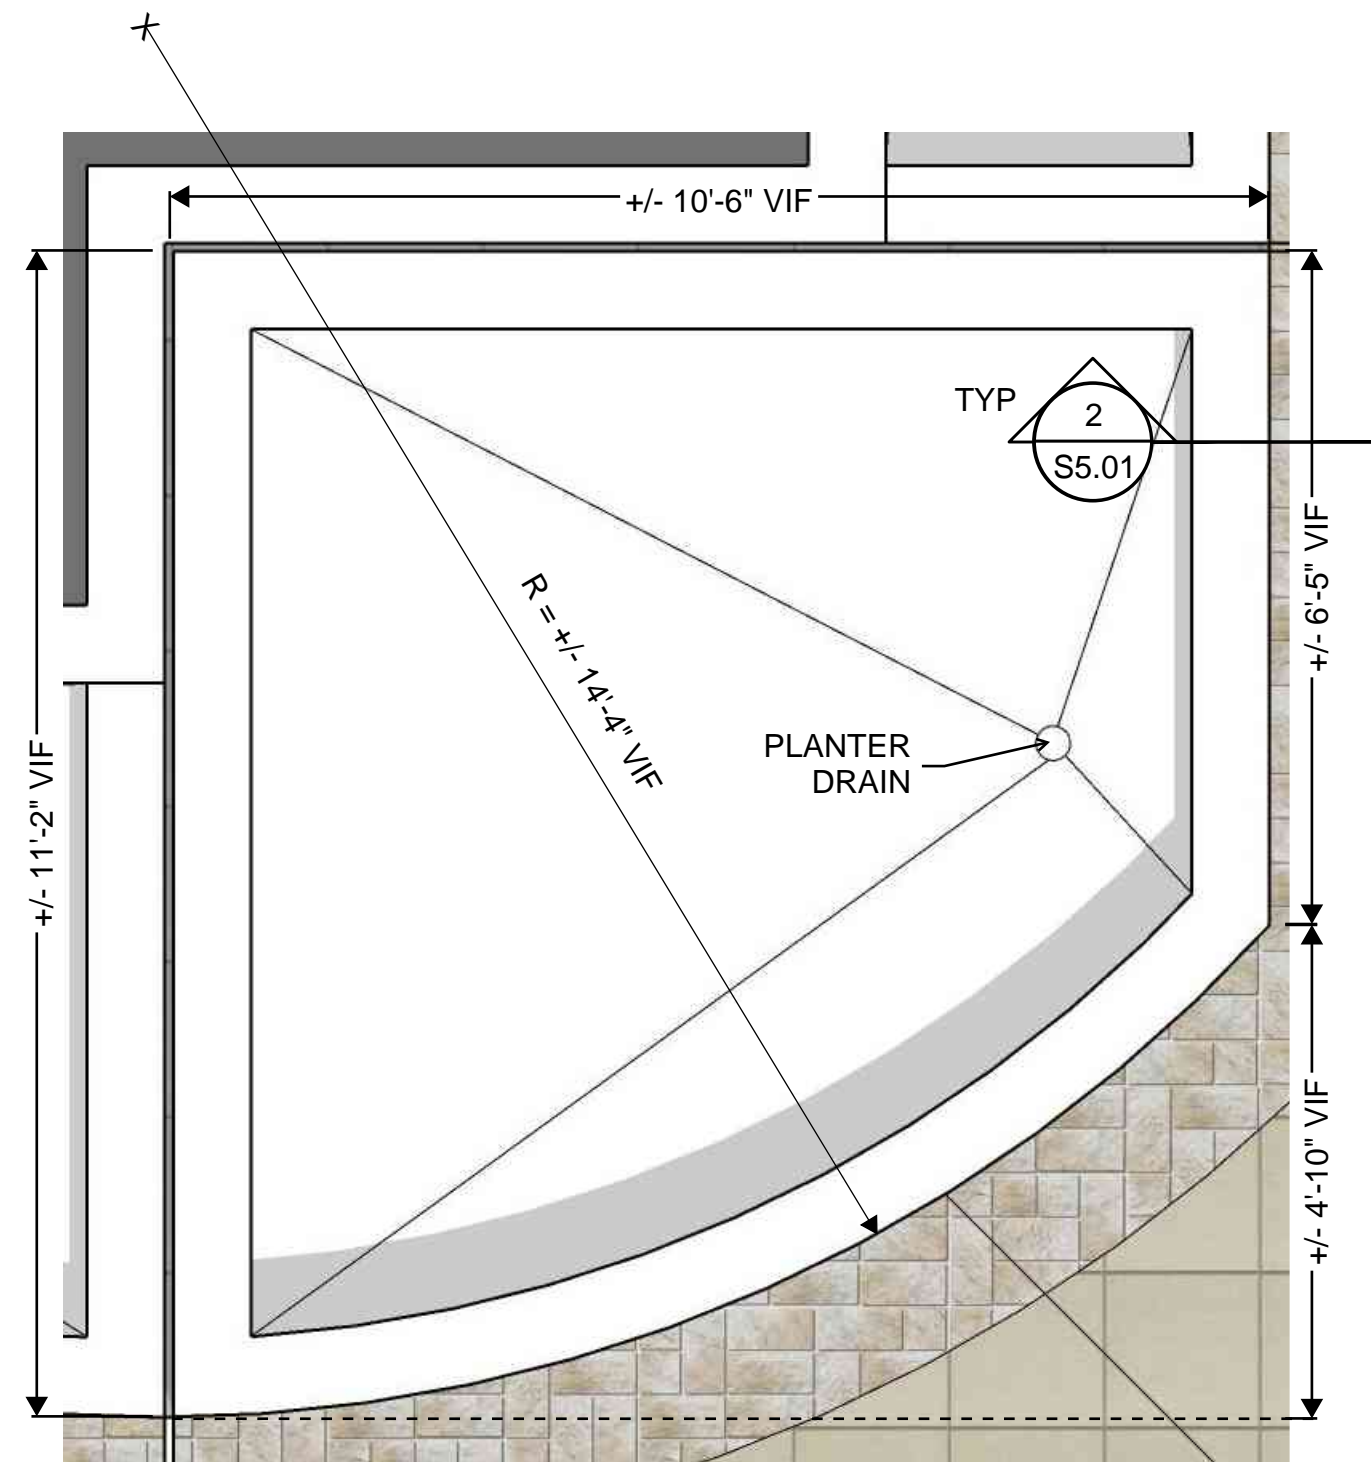 +/- 10'-6" VIF
TYP
2
S5.01
+/- 6'-5" VIF
R = +/- 14'-4" VIF
PLANTER
DRAIN
+/- 11'-2" VIF
+/- 4'-10" VIF